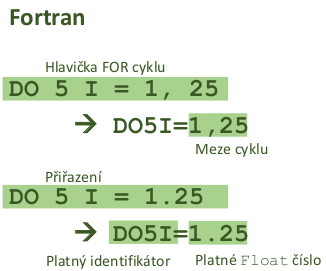 Fortran
Hlavička FOR cyklu
DO 5 I = 1, 25
→ DO5I=1,25
Meze cyklu
Přiřazení
DO 5 I = 1.25
→ DO5I=1.25
Platný identifikátor Platné Float číslo